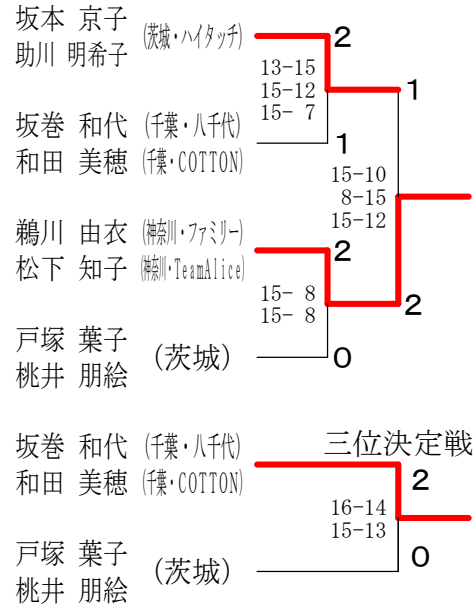 坂本 京子
助川 明希子
(茨城・ハイタッチ)
2
13-15
15-12
15- 7
1
坂巻 和代 (千葉・八千代)
1
和田 美穂 (千葉・COTTON)
15-10
8-15
15-12
鵜川 由衣 (神奈川・ファミリー)
松下 知子 (神奈川・TeamAlice)
2
15- 8
15- 8
2
戸塚 葉子
桃井 朋絵
(茨城)
0
坂巻 和代 (千葉・八千代)
和田 美穂 (千葉・COTTON)
三位決定戦
2
16-14
15-13
戸塚 葉子
桃井 朋絵
(茨城)
0